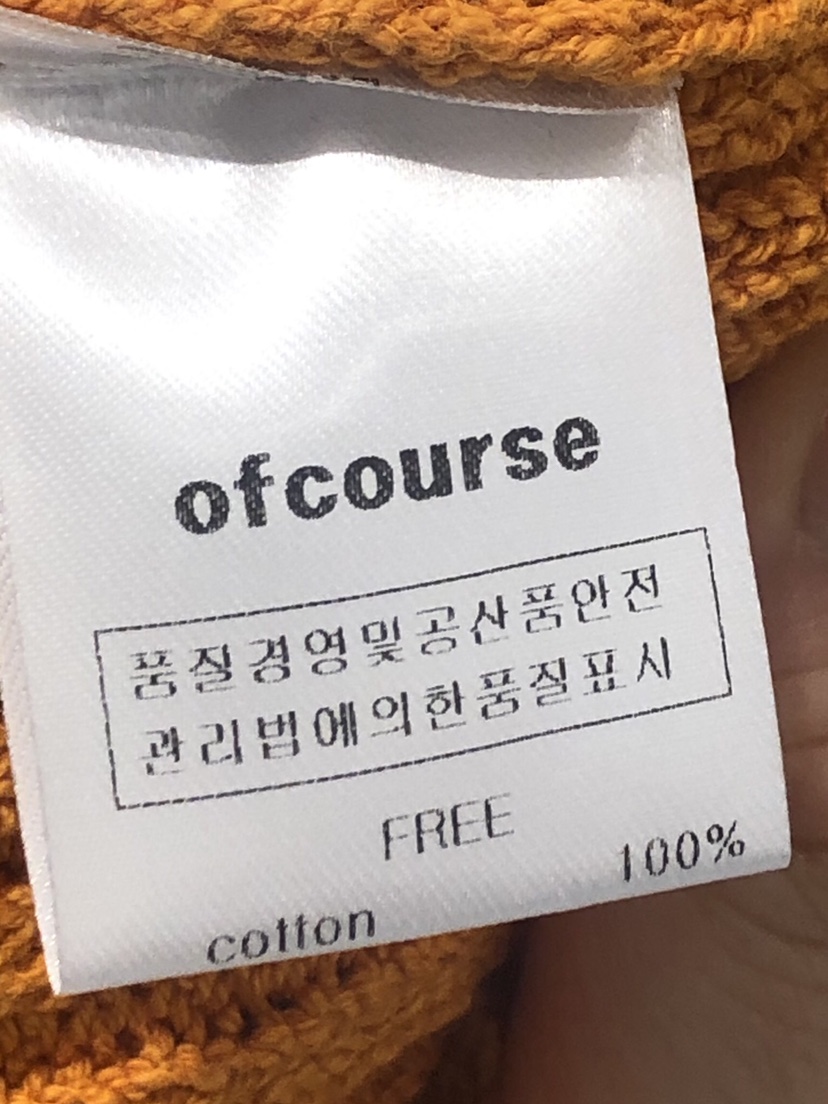 ofcourse
품질경영및공산품안전
관리법에의한품질표시
FREE
cotton 100%